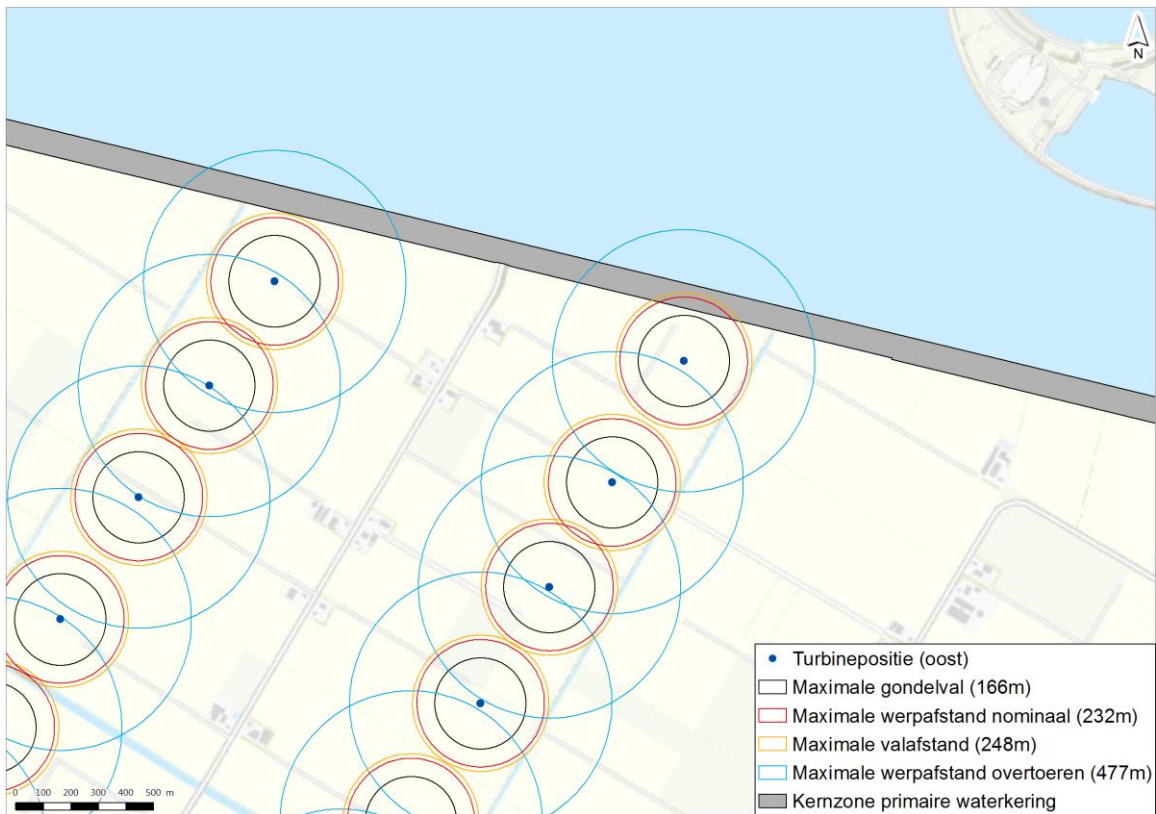 N
Turbinepositie (oost)
Maximale gondelval (166m)
Maximale werpafstand nominaal (232m)
Maximale valafstand (248m)
Maximale werpafstand overtoeren (477m)
Kernzone primaire waterkering
0 100 200 300 400 500 m